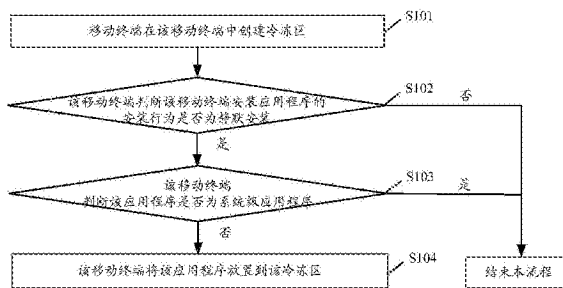 移动终端在该移动终端中创建冷冻区
S101
该移动终端判断该移动终端安装应用程序的
安装行为是否为静默安装
S102
否
是
该移动终端
判断该应用程序是否为系统级应用程序
S103
是
否
该移动终端将该应用程序放置到该冷冻区
S104
结束本流程